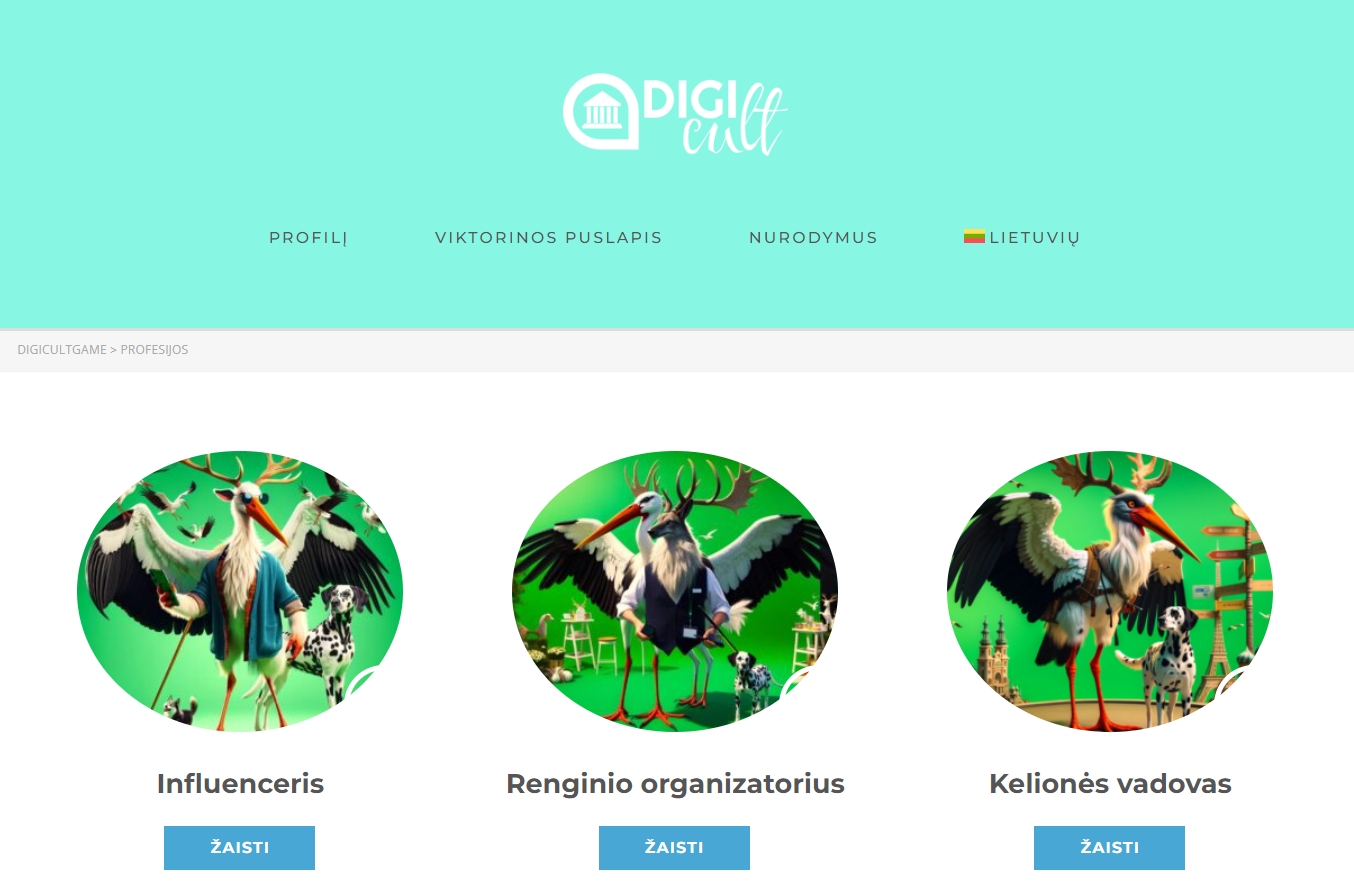 DIGI
cult
PROFILĮ VIKTORINOS PUSLAPIS NURODYMUS LIETUVIŲ
DIGICULTGAME > PROFESIJOS
Influenceris
ŽAISTI
Renginio organizatorius
ŽAISTI
Kelionės vadovas
ŽAISTI